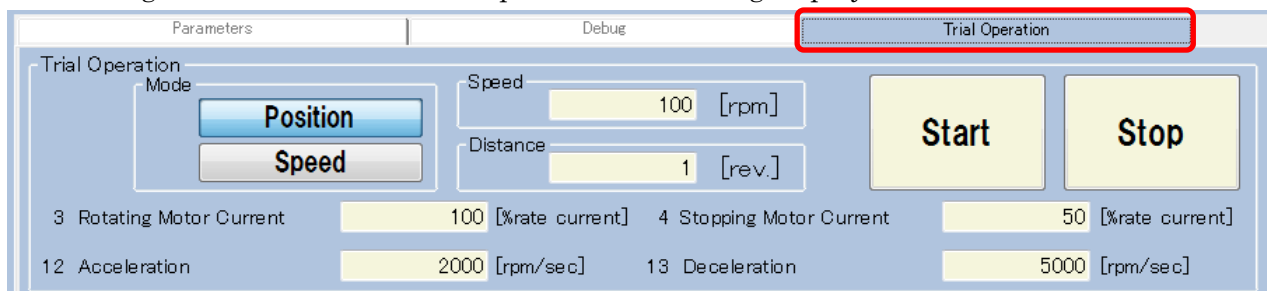 Parameters Debug Trial Operation
Trial Operation
Mode
Position
Speed
Speed
100 [rpm]
Distance
1 [rev.]
Start Stop
3 Rotating Motor Current 100 [%rate current] 4 Stopping Motor Current 50 [%rate current]
12 Acceleration 2000 [rpm/sec] 13 Deceleration 5000 [rpm/sec]